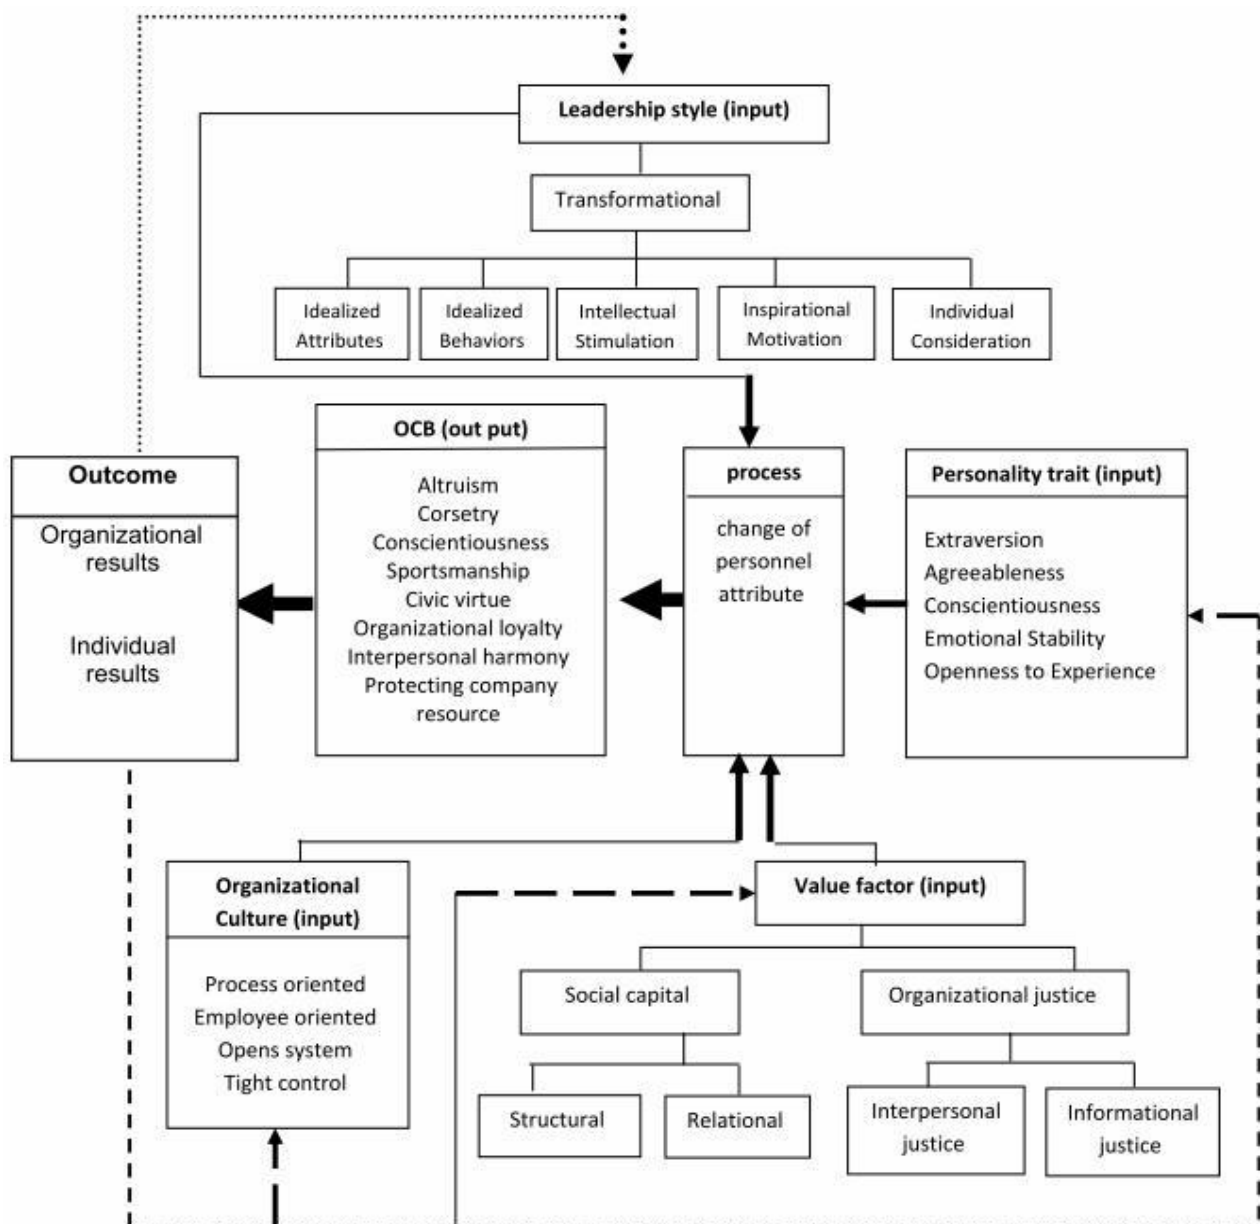 Leadership style (input)
Transformational
Idealized
Attributes
Idealized
Behaviors
Intellectual
Stimulation
Inspirational
Motivation
Individual
Consideration
Outcome
Organizational
results
Individual
results
OCB (out put)
Altruism
Corsetry
Conscientiousness
Sportsmanship
Civic virtue
Organizational loyalty
Interpersonal harmony
Protecting company
resource
process
change of
personnel
attribute
Personality trait (input)
Extraversion
Agreeableness
Conscientiousness
Emotional Stability
Openness to Experience
Organizational
Culture (input)
Process oriented
Employee oriented
Opens system
Tight control
Value factor (input)
Social capital
Organizational justice
Structural
Relational
Interpersonal
justice
Informational
justice